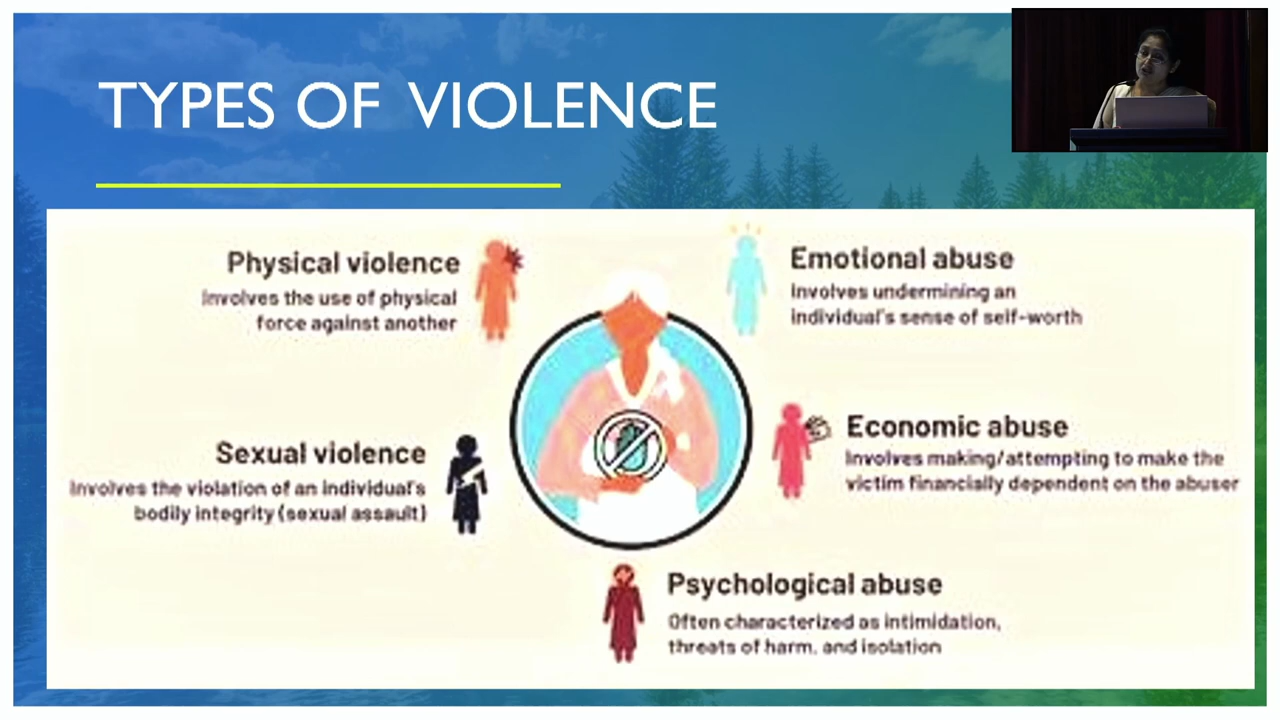 TYPES OF VIOLENCE
Physical violence
Involves the use of physical
force against another
Emotional abuse
Involves undermining an
individual's sense of self-worth
Sexual violence
Involves the violation of an individual's
bodily integrity (sexual assault)
Economic abuse
Involves making/attempting to make the
victim financially dependent on the abuser
Psychological abuse
Often characterized as intimidation,
threats of harm, and isolation